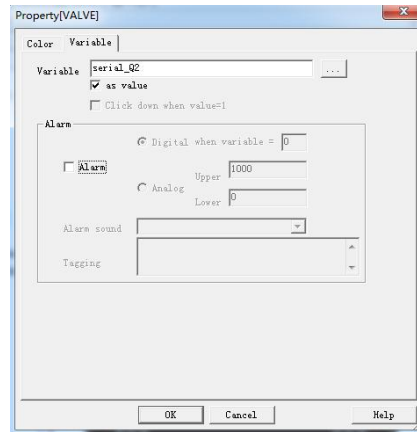 Property[VALVE]
Color Variable
Variable serial_Q2 ...
as value
Click down when value=1
Alarm
Digital when variable = 0
Alarm
Upper 1000
Analog
Lower 0
Alarm sound
Tagging
OK Cancel Help